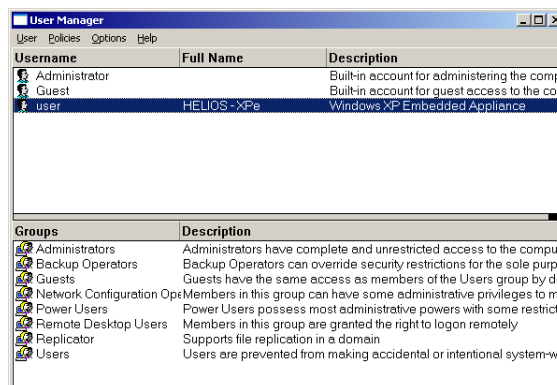 User Manager
User Policies Options Help
Username Full Name Description
Administrator Built-in account for administering the comp
Guest Built-in account for guest access to the co
user HELIOS - XPe Windows XP Embedded Appliance
Groups Description
Administrators Administrators have complete and unrestricted access to the compu
Backup Operators Backup Operators can override security restrictions for the sole purp
Guests Guests have the same access as members of the Users group by d
Network Configuration Ope Members in this group can have some administrative privileges to m
Power Users Power Users possess most administrative powers with some restrict
Remote Desktop Users Members in this group are granted the right to logon remotely
Replicator Supports file replication in a domain
Users Users are prevented from making accidental or intentional system-w